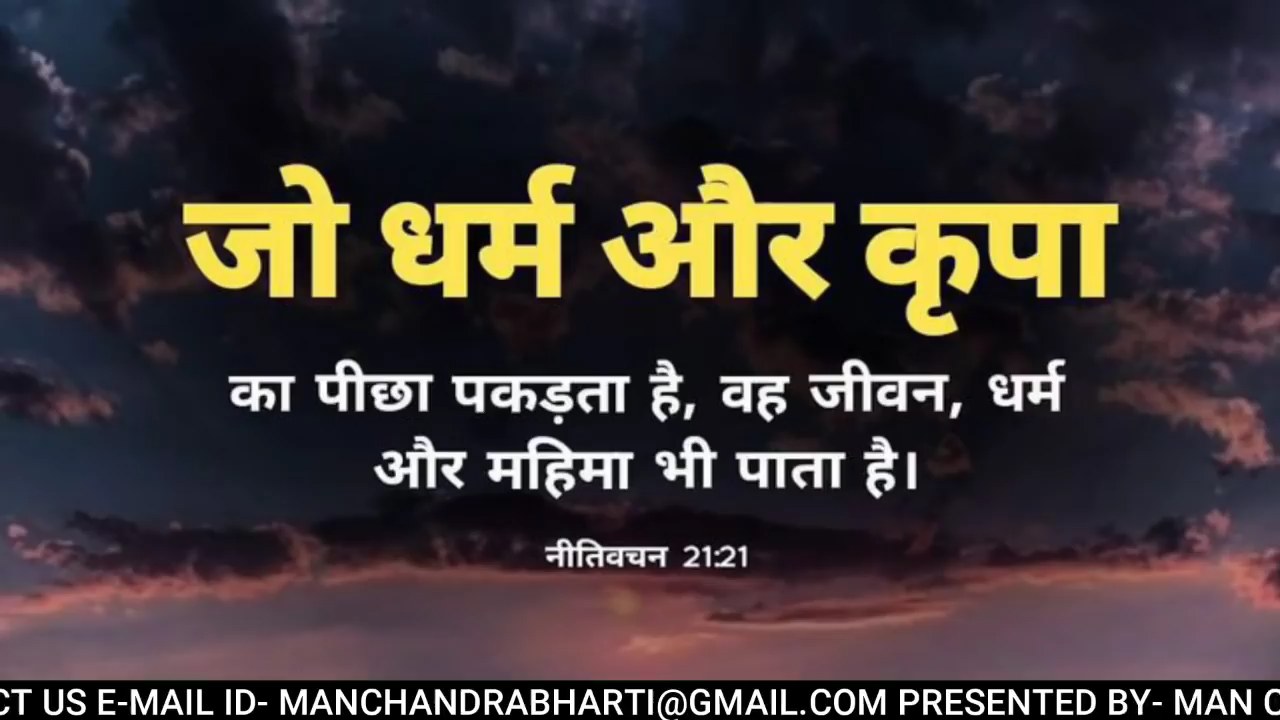 जो धर्म और कृपा
का पीछा पकड़ता है, वह जीवन, धर्म
और महिमा भी पाता है।
नीतिवचन 21:21
CT US E-MAIL ID- MANCHANDRABHARTI@GMAIL.COM PRESENTED BY- MAN C